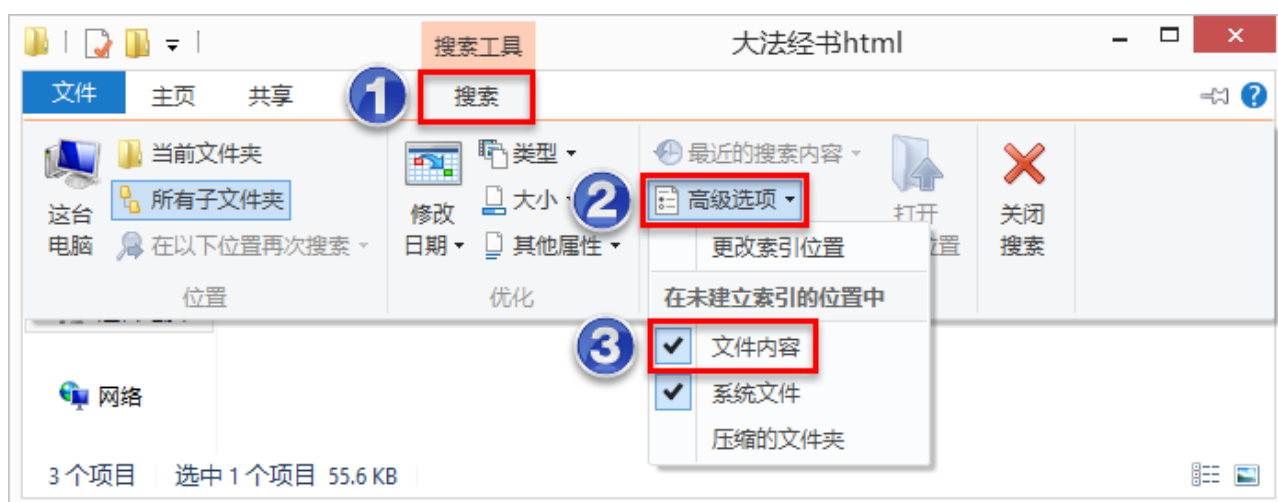 搜索工具
大法经书html
文件 主页 共享 1 搜索
当前文件夹
类型
最近的搜索内容
所有子文件夹
大小
2 高级选项
这台电脑
修改日期
打开
置
关闭搜索
在以下位置再次搜索
其他属性
更改索引位置
位置
优化
在未建立索引的位置中
3 文件内容
网络
系统文件
压缩的文件夹
3 个项目 选中 1 个项目 55.6 KB